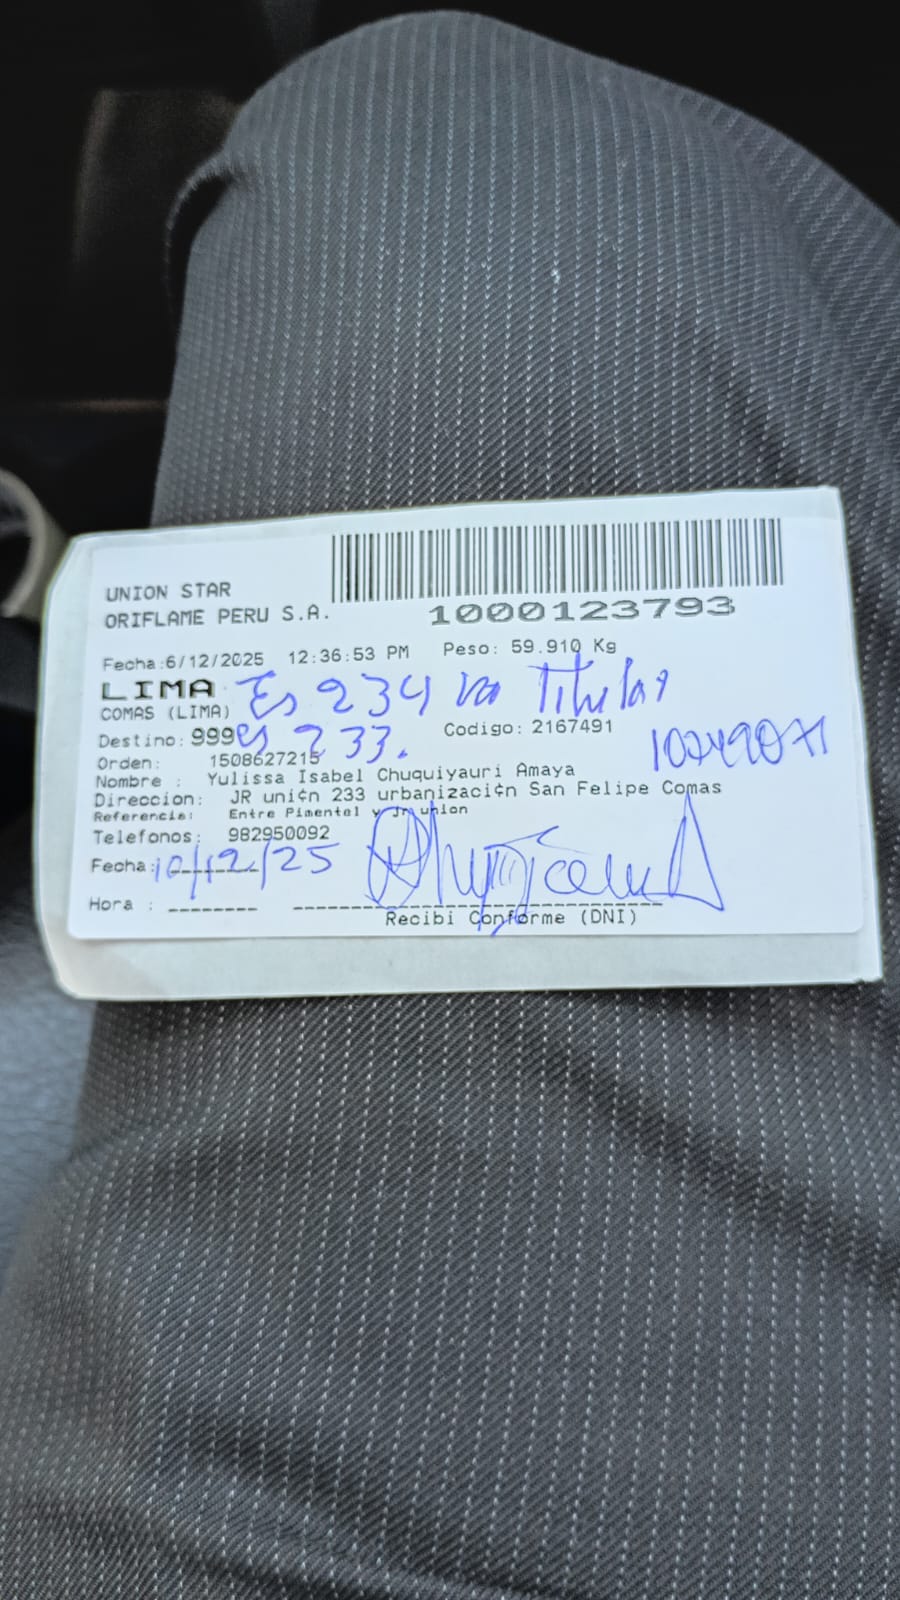 UNION STAR
ORIFLAME PERU S.A.
1000123793
Fecha:6/12/2025 12:36:53 PM Peso: 59.910 Kg
LIMA Es 234 Titular
COMAS (LIMA)
Destino: 999 es 233. Codigo: 2167491
Orden: 1508627215
Nombre : Yulissa Isabel Chuquiyauri Amaya
Direccion: JR uni¢n 233 urbanizaci¢n San Felipe Comas
Referencia: Entre Pimentel y Jr union
Telefonos: 982950092
Fecha: 10/12/25
Hora :
Recibi Conforme (DNI)